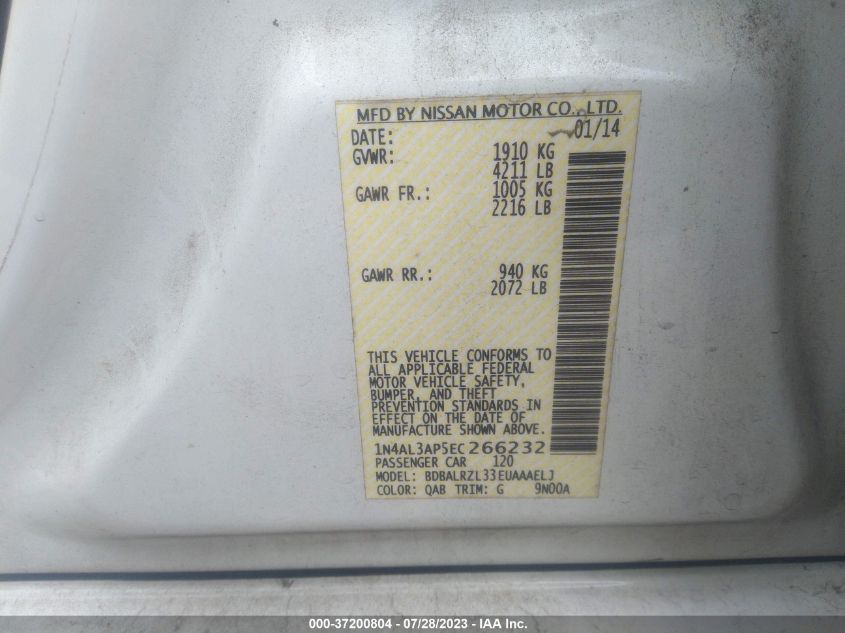 MFD BY NISSAN MOTOR CO., LTD.
DATE: 01/14
GVWR: 1910 KG
4211 LB
GAWR FR.: 1005 KG
2216 LB
GAWR RR.: 940 KG
2072 LB
THIS VEHICLE CONFORMS TO
ALL APPLICABLE FEDERAL
MOTOR VEHICLE SAFETY,
BUMPER, AND THEFT
PREVENTION STANDARDS IN
EFFECT ON THE DATE OF
MANUFACTURE SHOWN ABOVE.
1N4AL3AP5EC266232
PASSENGER CAR 120
MODEL: BDBALRZL33EUAAAELJ
COLOR: QAB TRIM: G 9N00A
000-37200804 - 07/28/2023 - IAA Inc.